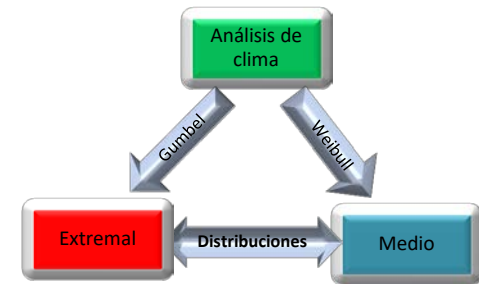 Análisis de
clima
Gumbel
Weibull
Extremal
Distribuciones
Medio